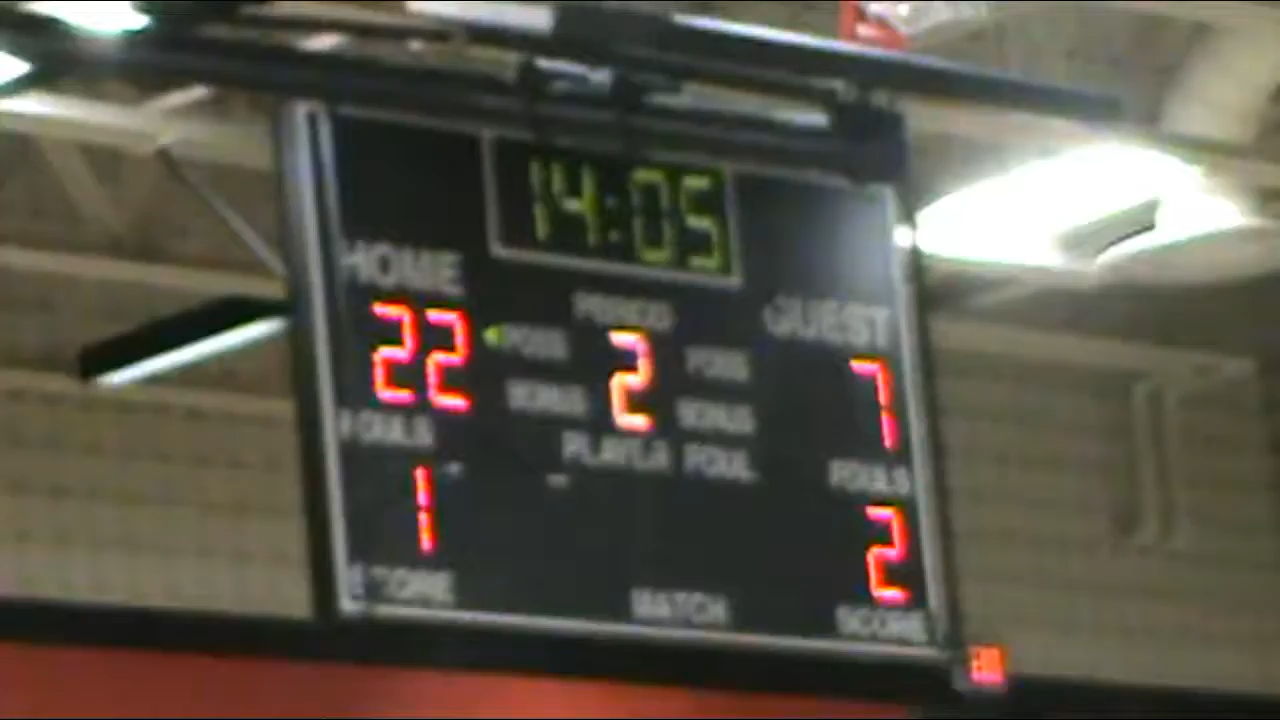 14:05
HOME PERIOD GUEST
22 POSS 2 POSS 7
BONUS BONUS
FOULS PLAYER FOUL FOULS
1 2
SCORE MATCH SCORE